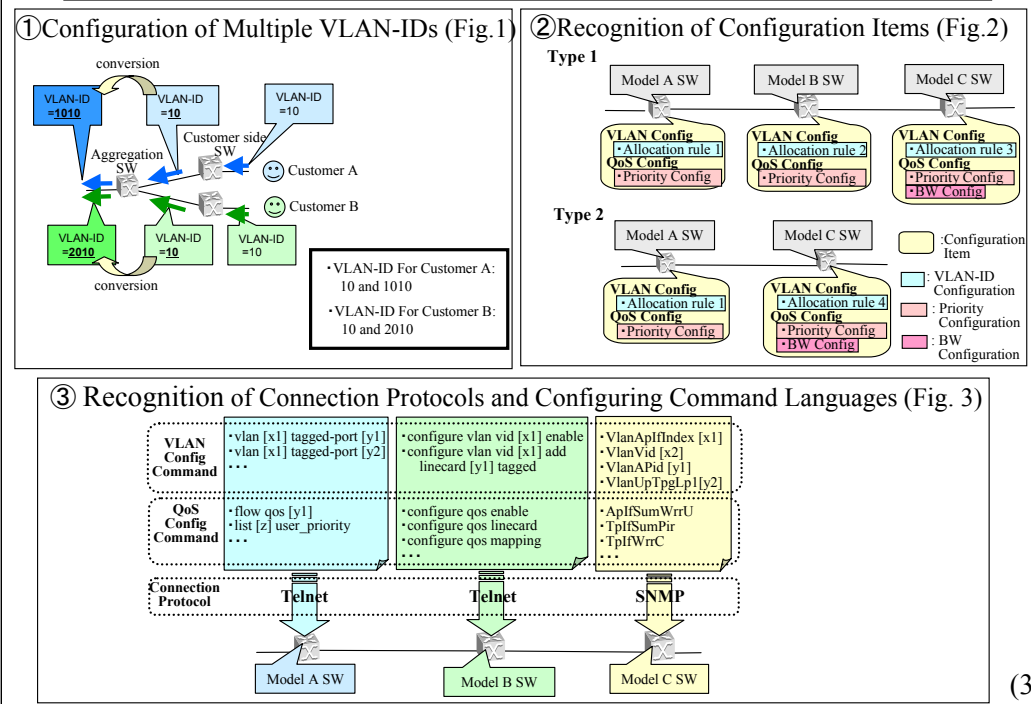 ①Configuration of Multiple VLAN-IDs (Fig.1)
conversion
VLAN-ID
=1010
VLAN-ID
=10
VLAN-ID
=10
Customer side
SW
Aggregation
SW
Customer A
Customer B
VLAN-ID
=2010
VLAN-ID
=10
VLAN-ID
=10
conversion
・VLAN-ID For Customer A:
10 and 1010
・VLAN-ID For Customer B:
10 and 2010
②Recognition of Configuration Items (Fig.2)
Type 1
Model A SW
Model B SW
Model C SW
VLAN Config
・Allocation rule 1
QoS Config
・Priority Config
VLAN Config
・Allocation rule 2
QoS Config
・Priority Config
VLAN Config
・Allocation rule 3
QoS Config
・Priority Config
・BW Config
Type 2
Model A SW
Model C SW
VLAN Config
・Allocation rule 1
QoS Config
・Priority Config
VLAN Config
・Allocation rule 4
QoS Config
・Priority Config
・BW Config
:Configuration
Item
: VLAN-ID
Configuration
: Priority
Configuration
: BW
Configuration
③ Recognition of Connection Protocols and Configuring Command Languages (Fig. 3)
VLAN
Config
Command
・vlan [x1] tagged-port [y1]
・vlan [x1] tagged-port [y2]
・・・
・configure vlan vid [x1] enable
・configure vlan vid [x1] add
linecard [y1] tagged
・VlanApIfIndex [x1]
・VlanVid [x2]
・VlanAPid [y1]
・VlanUpTpgLp1[y2]
QoS
Config
Command
・flow qos [y1]
・list [z] user_priority
・・・
・configure qos enable
・configure qos linecard
・configure qos mapping
・・・
・ApIfSumWrrU
・TpIfSumPir
・TpIfWrrC
・・・
Connection
Protocol
Telnet
Telnet
SNMP
Model A SW
Model B SW
Model C SW
(3